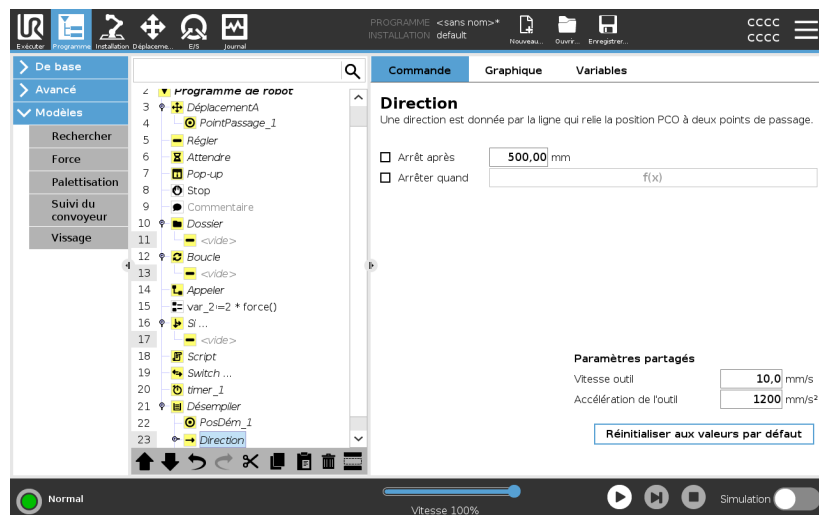 PROGRAMME <sans nom>*
INSTALLATION default
cccc
cccc
Exécuter Programme Installation Déplaceme... E/S Journal
Nouveau... Ouvrir... Enregistrer...
De base
Avancé
Modèles
Rechercher
Force
Palettisation
Suivi du
convoyeur
Vissage
2 Programme de robot
3 DéplacementA
4 PointPassage_1
5 Régler
6 Attendre
7 Pop-up
8 Stop
9 Commentaire
10 Dossier
11 <vide>
12 Boucle
13 <vide>
14 Appeler
15 var_2:=2 * force()
16 Si ...
17 <vide>
18 Script
19 Switch ...
20 timer_1
21 Désempiler
22 PosDém_1
23 Direction
Commande Graphique Variables
Direction
Une direction est donnée par la ligne qui relie la position PCO à deux points de passage.
Arrêt après 500,00 mm
Arrêter quand f(x)
Paramètres partagés
Vitesse outil 10,0 mm/s
Accélération de l'outil 1200 mm/s²
Réinitialiser aux valeurs par défaut
Normal
Vitesse 100%
Simulation